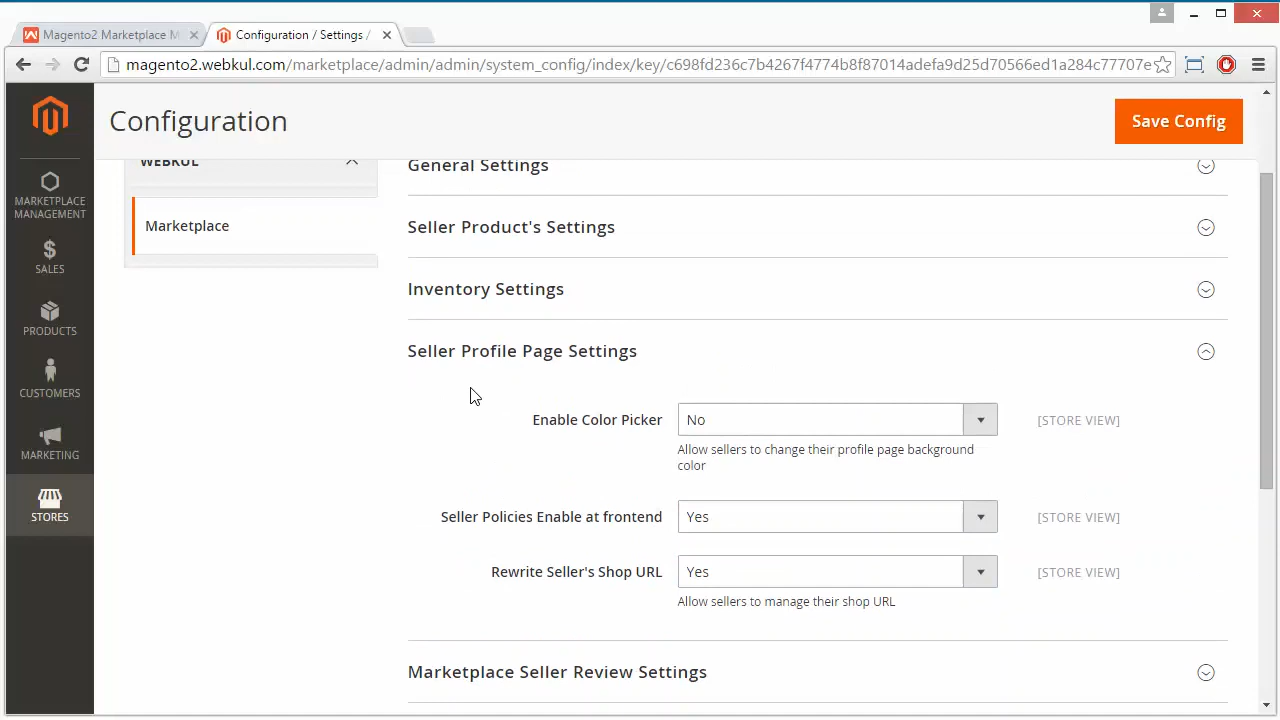 Magento2 Marketplace M
Configuration / Settings /
magento2.webkul.com/marketplace/admin/admin/system_config/index/key/c698fd236c7b4267f4774b8f87014adefa9d25d70566ed1a284c77707e
Configuration
Save Config
MARKETPLACE
MANAGEMENT
SALES
PRODUCTS
CUSTOMERS
MARKETING
STORES
WEBKUL
Marketplace
General Settings
Seller Product's Settings
Inventory Settings
Seller Profile Page Settings
Enable Color Picker No [STORE VIEW]
Allow sellers to change their profile page background
color
Seller Policies Enable at frontend Yes [STORE VIEW]
Rewrite Seller's Shop URL Yes [STORE VIEW]
Allow sellers to manage their shop URL
Marketplace Seller Review Settings